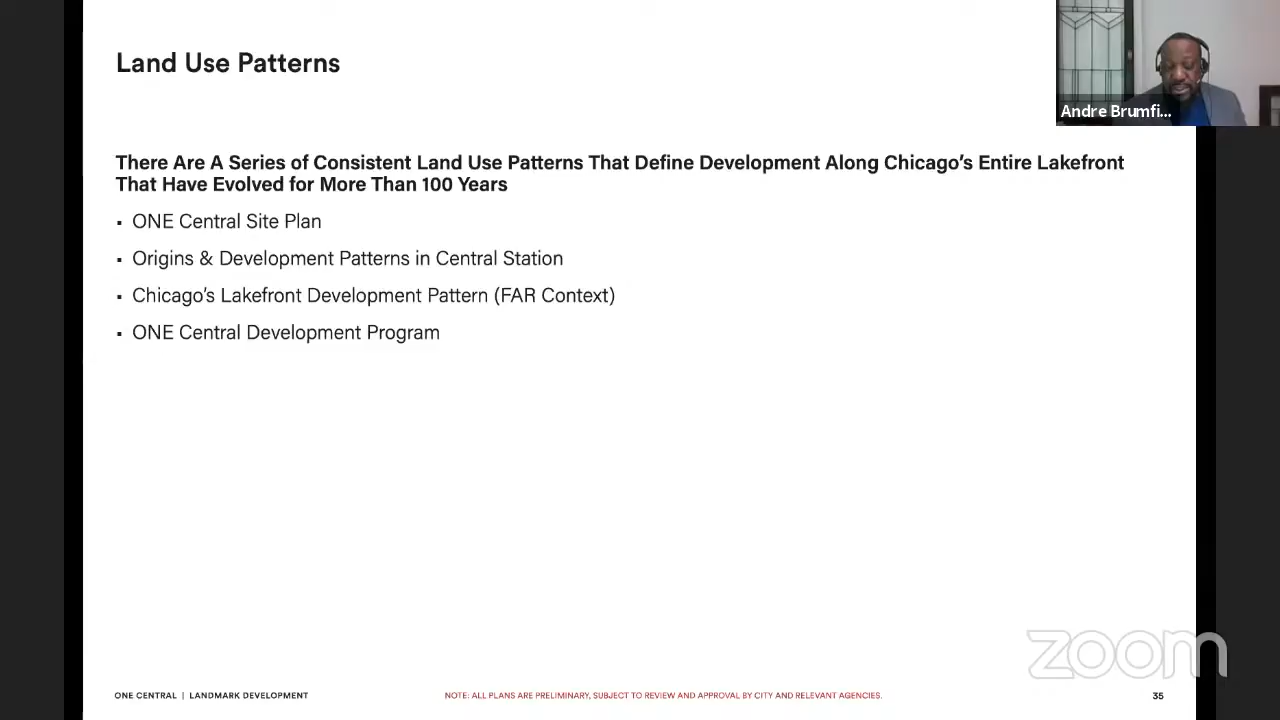 Land Use Patterns
Andre Brumfi...
There Are A Series of Consistent Land Use Patterns That Define Development Along Chicago's Entire Lakefront
That Have Evolved for More Than 100 Years
▪ ONE Central Site Plan
▪ Origins & Development Patterns in Central Station
▪ Chicago's Lakefront Development Pattern (FAR Context)
▪ ONE Central Development Program
zoom
ONE CENTRAL | LANDMARK DEVELOPMENT
NOTE: ALL PLANS ARE PRELIMINARY, SUBJECT TO REVIEW AND APPROVAL BY CITY AND RELEVANT AGENCIES.
35